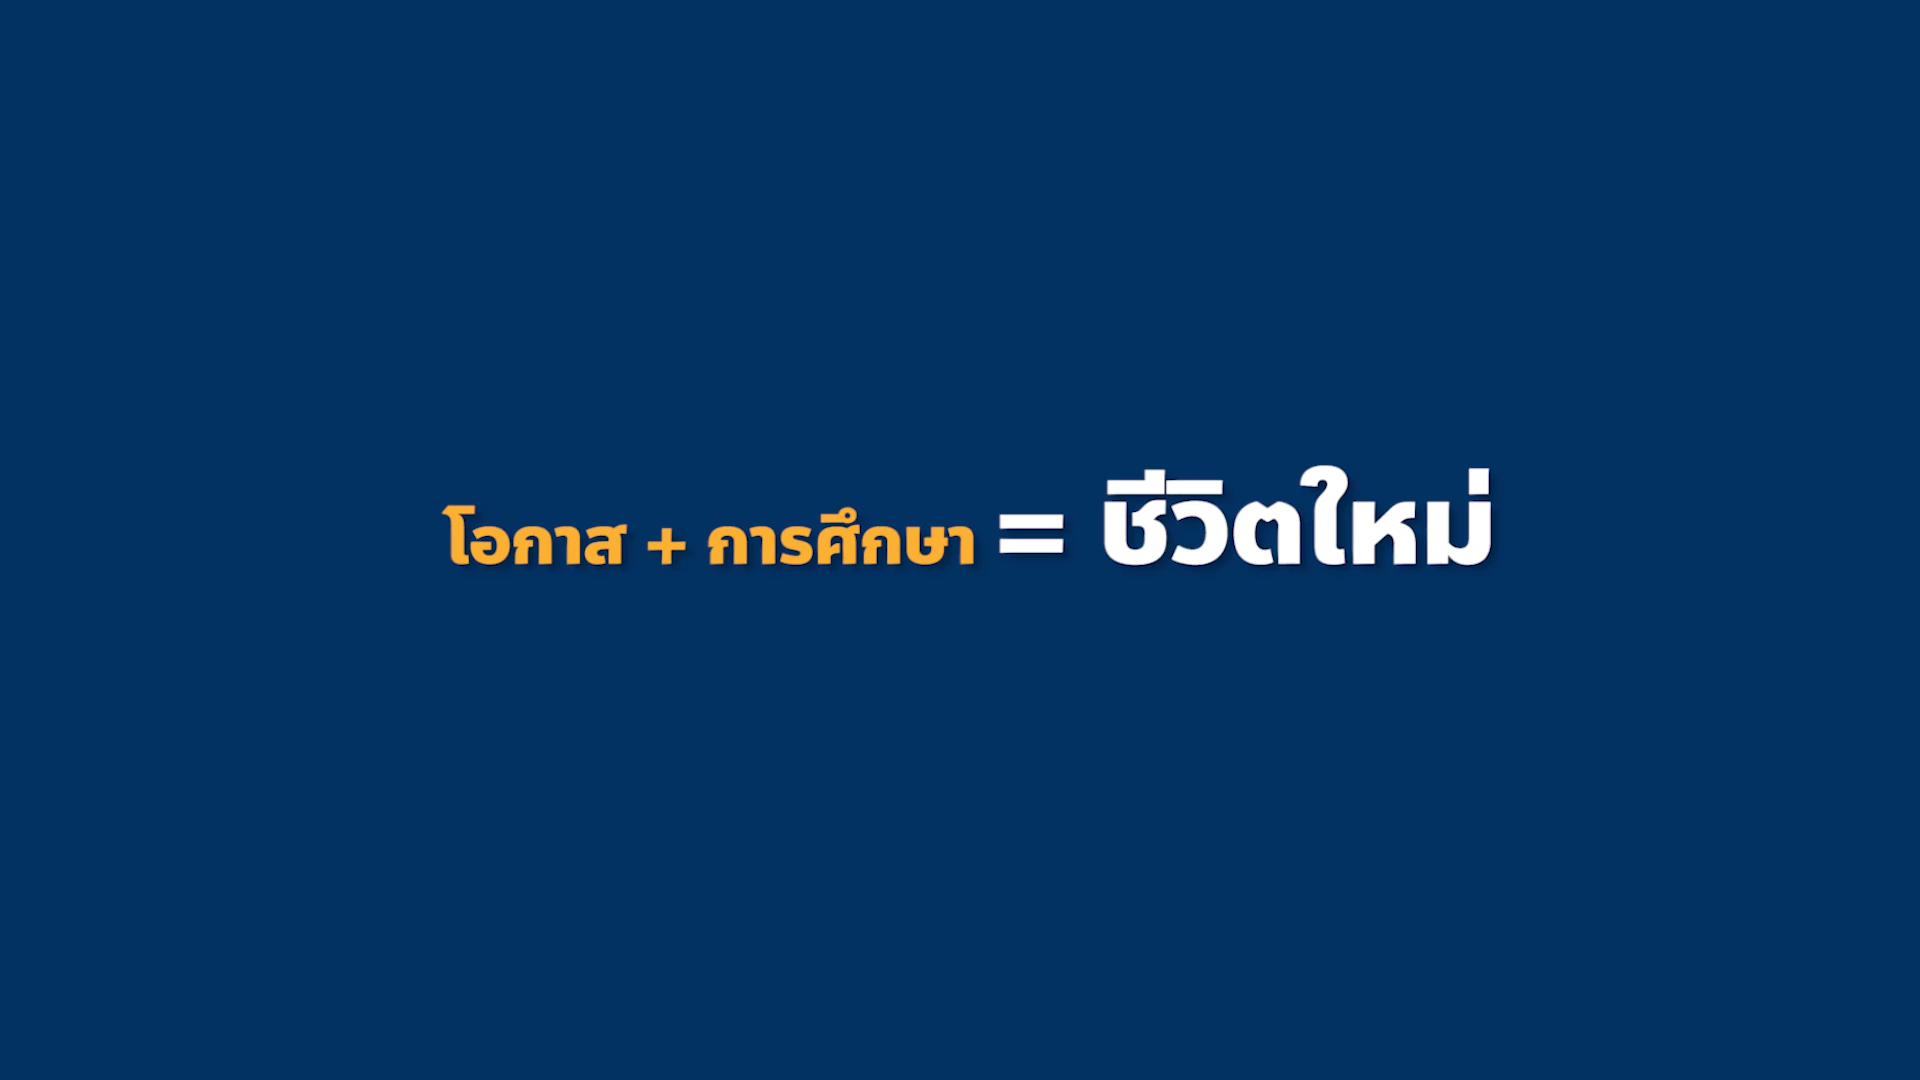 โอกาส + การศึกษา = ชีวิตใหม่